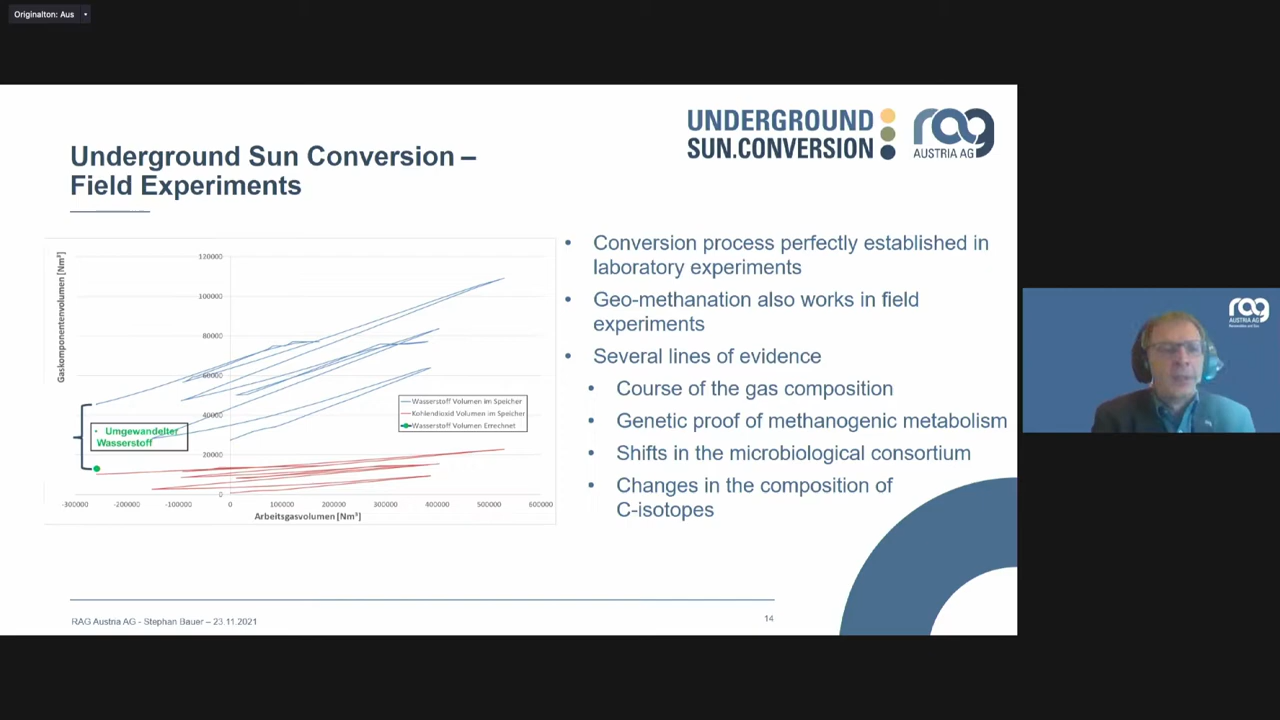 Originalton: Aus
UNDERGROUND
SUN.CONVERSION
rag
AUSTRIA AG
Underground Sun Conversion –
Field Experiments
Gaskomponentenvolumen [Nm³]
120000
100000
80000
60000
40000
20000
0
-300000 -200000 -100000 0 100000 200000 300000 400000 500000 600000
Arbeitsgasvolumen [Nm³]
Wasserstoff Volumen im Speicher
Kohlendioxid Volumen im Speicher
Wasserstoff Volumen Errechnet
• Umgewandelter
Wasserstoff
• Conversion process perfectly established in
laboratory experiments
• Geo-methanation also works in field
experiments
• Several lines of evidence
• Course of the gas composition
• Genetic proof of methanogenic metabolism
• Shifts in the microbiological consortium
• Changes in the composition of
C-isotopes
RAG Austria AG - Stephan Bauer – 23.11.2021
14
rag
AUSTRIA AG